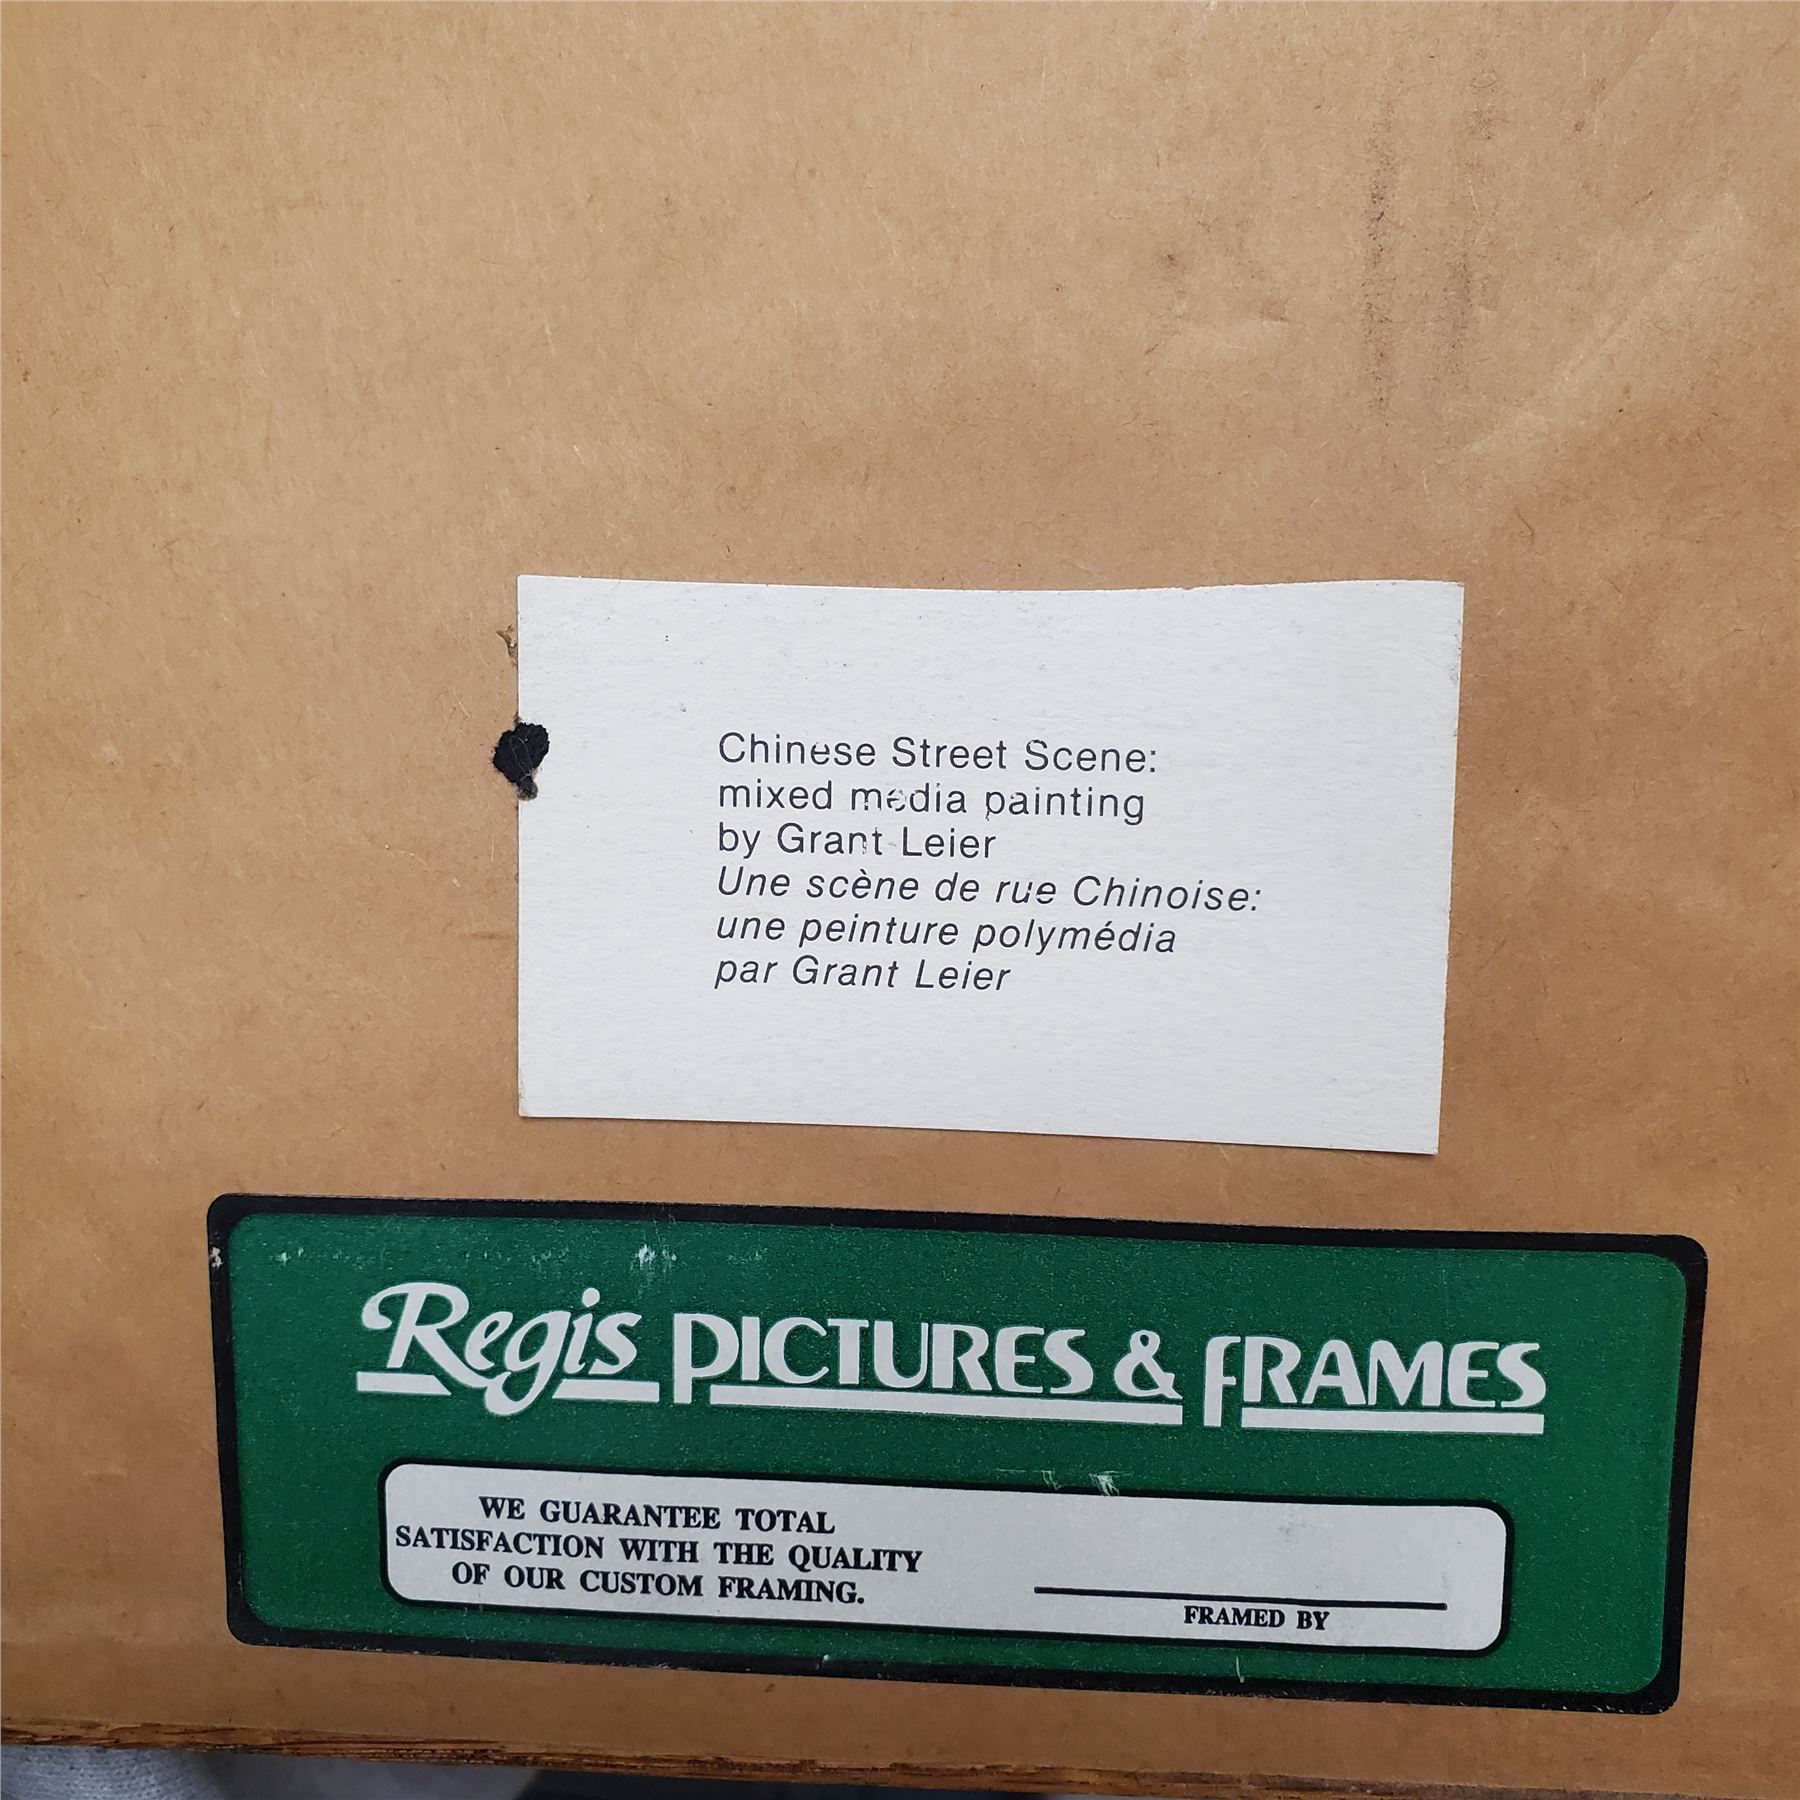 Chinese Street Scene:
mixed media painting
by Grant Leier
Une scène de rue Chinoise:
une peinture polymédia
par Grant Leier
Regis PICTURES & FRAMES
WE GUARANTEE TOTAL
SATISFACTION WITH THE QUALITY
OF OUR CUSTOM FRAMING.
FRAMED BY